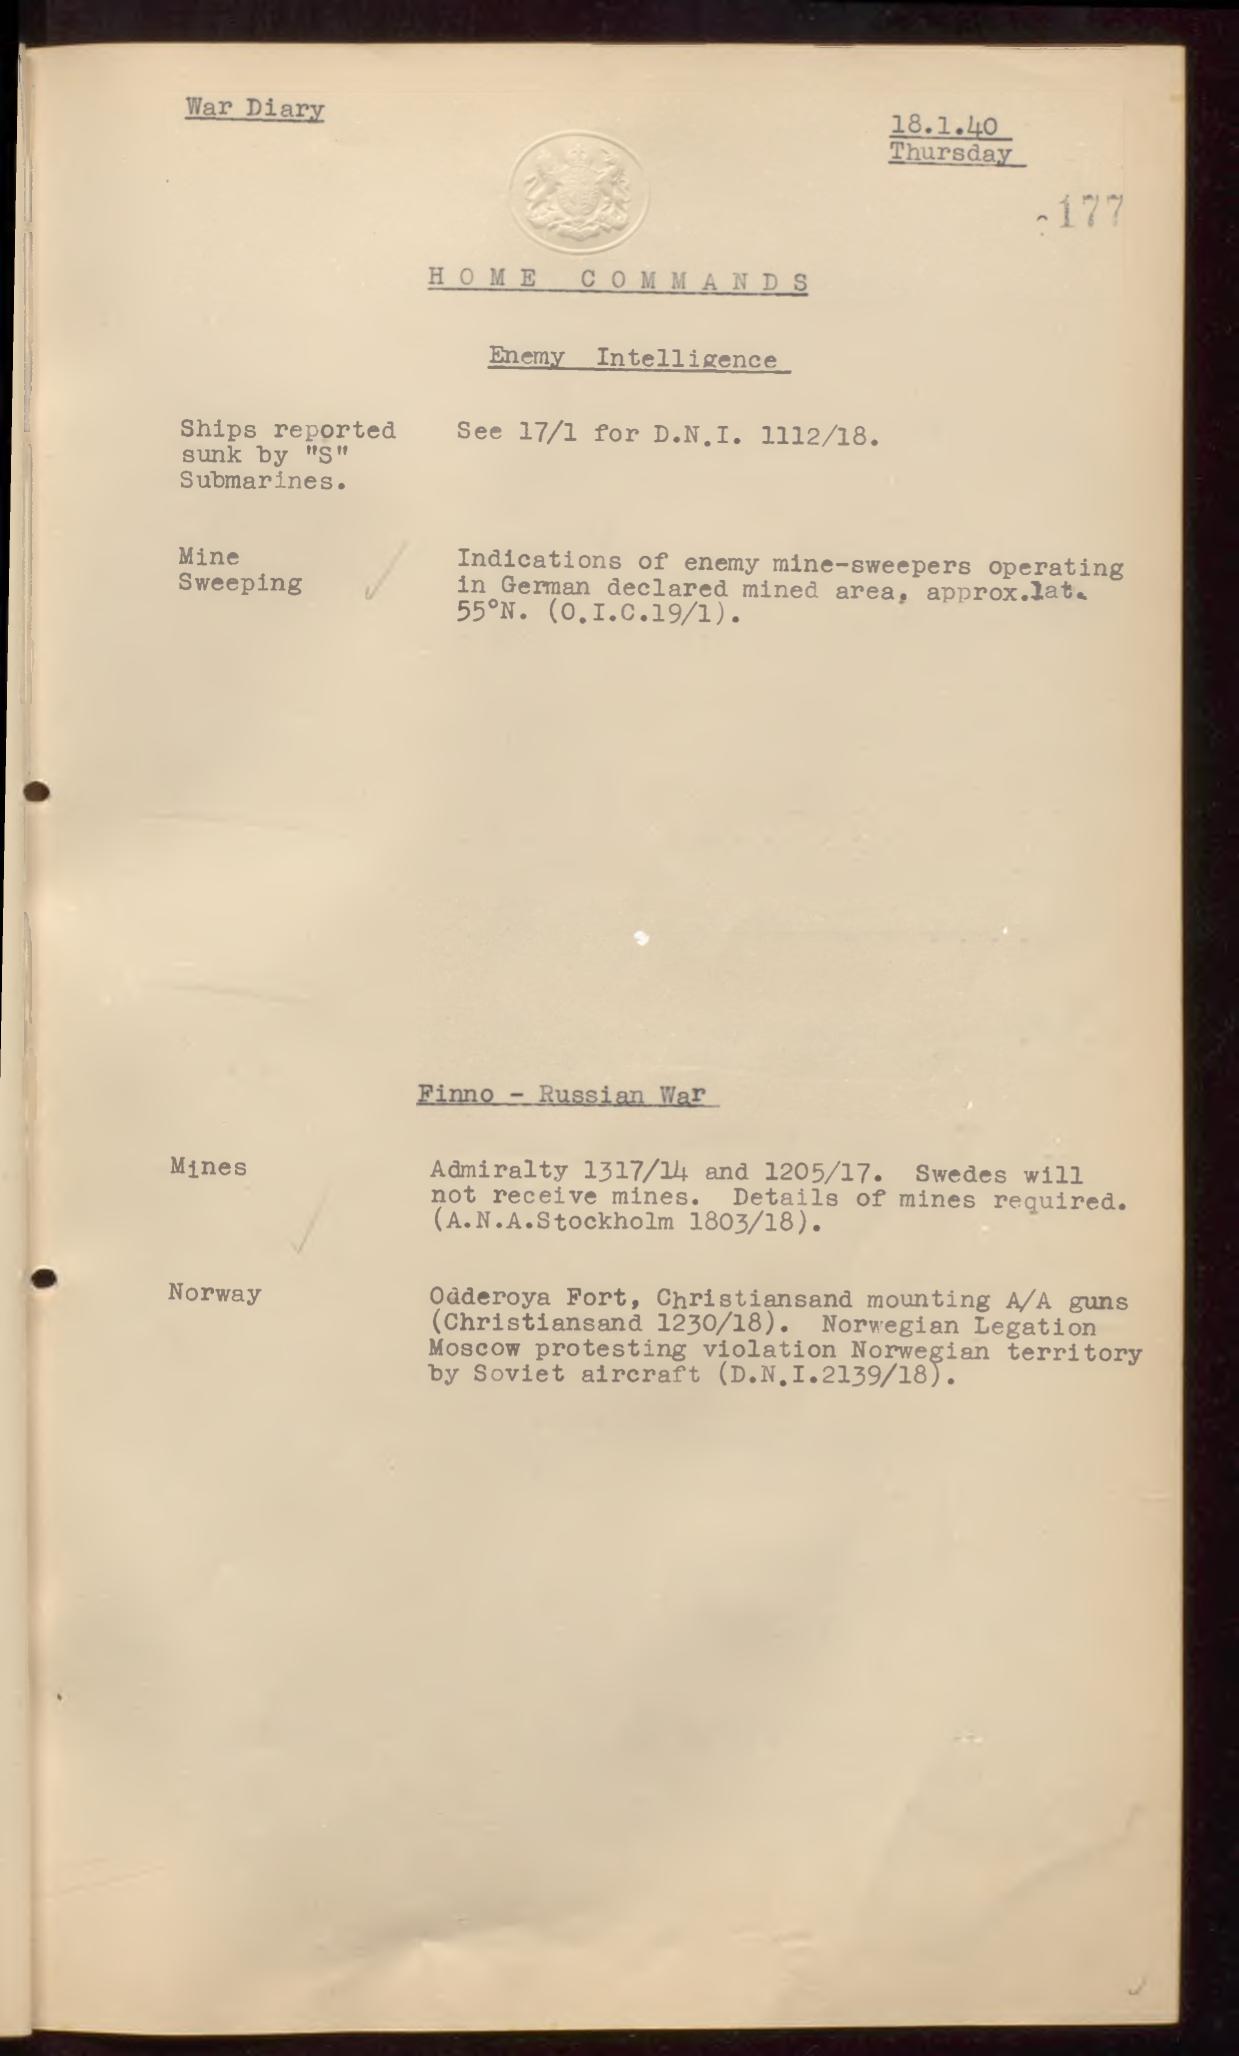 War Diary
18.1.40
Thursday
177
HOME COMMANDS
Enemy Intelligence
Ships reported
sunk by "S"
Submarines.
See 17/1 for D.N.I. 1112/18.
Mine
Sweeping
Indications of enemy mine-sweepers operating
in German declared mined area, approx.lat.
55°N. (O.I.C.19/1).
Finno - Russian War
Mines
Admiralty 1317/14 and 1205/17. Swedes will
not receive mines. Details of mines required.
(A.N.A.Stockholm 1803/18).
Norway
Odderoya Fort, Christiansand mounting A/A guns
(Christiansand 1230/18). Norwegian Legation
Moscow protesting violation Norwegian territory
by Soviet aircraft (D.N.I.2139/18).